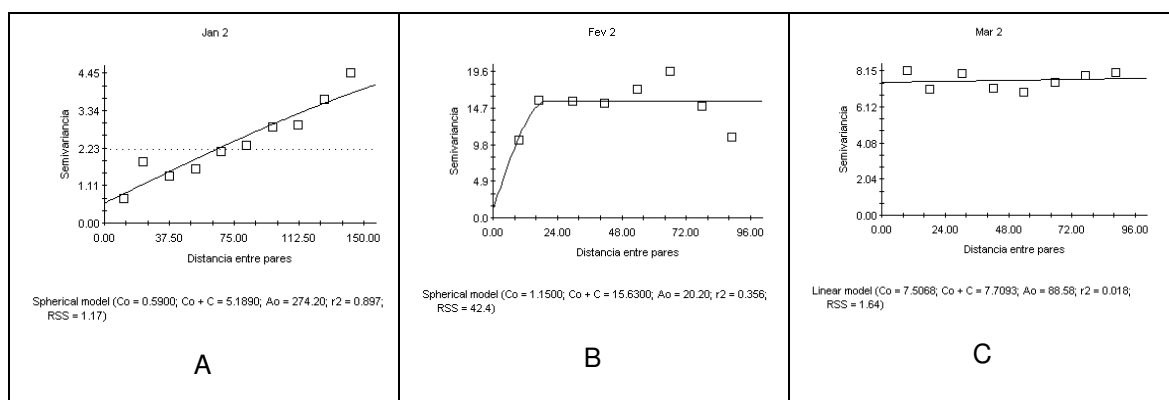 Jan 2
4.45
3.34
2.23
1.11
0.00
Semivariancia
0.00 37.50 75.00 112.50 150.00
Distancia entre pares
Spherical model (Co = 0.5900; Co + C = 5.1890; Ao = 274.20; r2 = 0.897;
RSS = 1.17)
A
Fev 2
19.6
14.7
9.8
4.9
0.0
Semivariancia
0.00 24.00 48.00 72.00 96.00
Distancia entre pares
Spherical model (Co = 1.1500; Co + C = 15.6300; Ao = 20.20; r2 = 0.356;
RSS = 42.4)
B
Mar 2
8.15
6.12
4.08
2.04
0.00
Semivariancia
0.00 24.00 48.00 72.00 96.00
Distancia entre pares
Linear model (Co = 7.5068; Co + C = 7.7093; Ao = 88.58; r2 = 0.018;
RSS = 1.64)
C